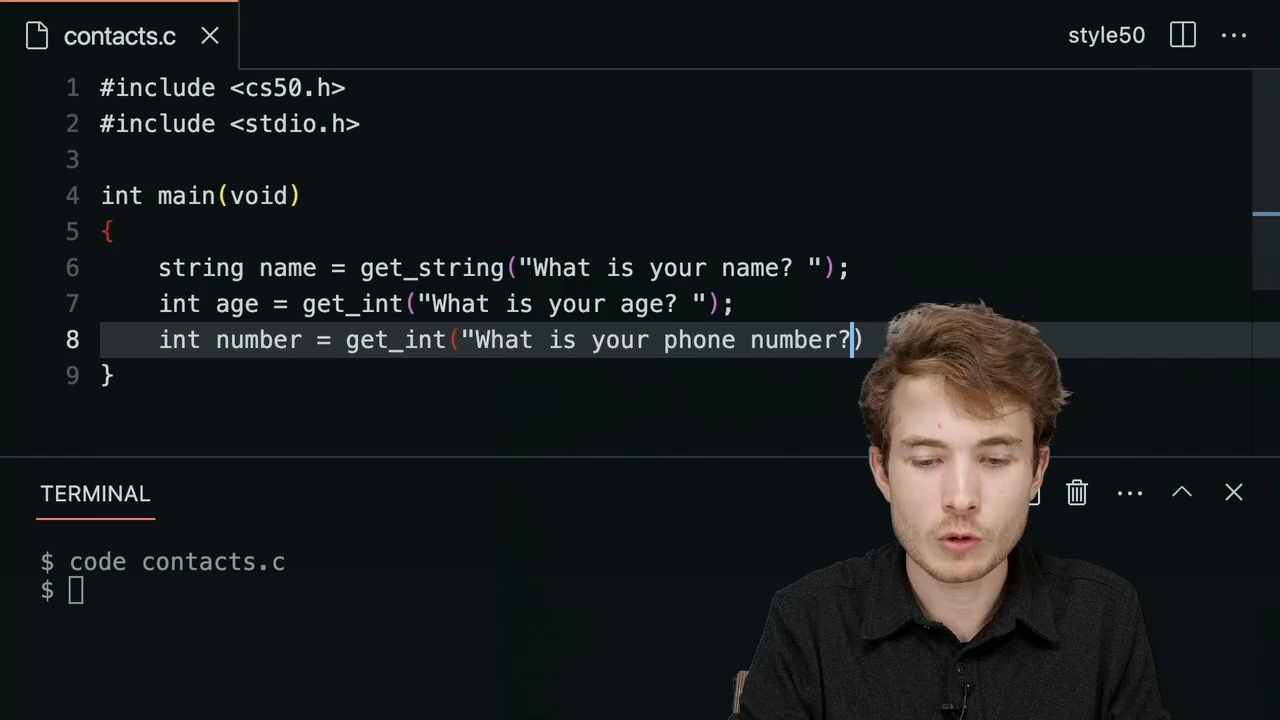 contacts.c
style50
1 #include <cs50.h>
2 #include <stdio.h>
3
4 int main(void)
5 {
6     string name = get_string("What is your name? ");
7     int age = get_int("What is your age? ");
8     int number = get_int("What is your phone number?)
9 }
TERMINAL
$ code contacts.c
$